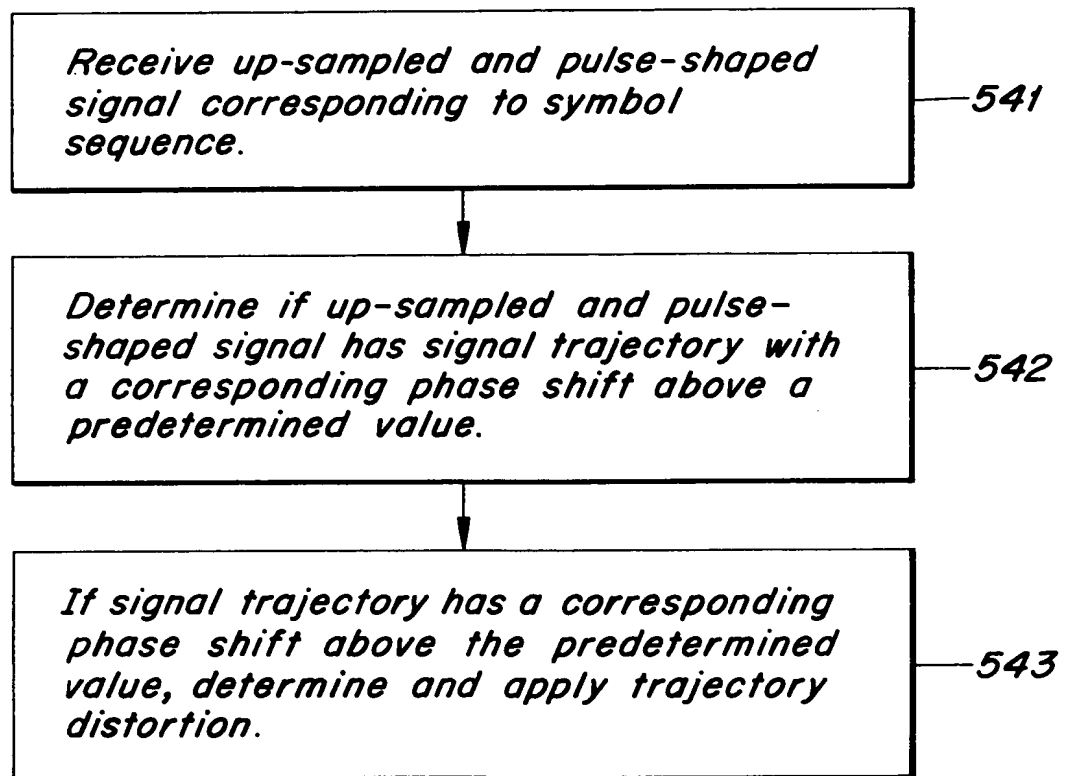 Receive up-sampled and pulse-shaped
signal corresponding to symbol
sequence.
541
Determine if up-sampled and pulse-
shaped signal has signal trajectory with
a corresponding phase shift above a
predetermined value.
542
If signal trajectory has a corresponding
phase shift above the predetermined
value, determine and apply trajectory
distortion.
543